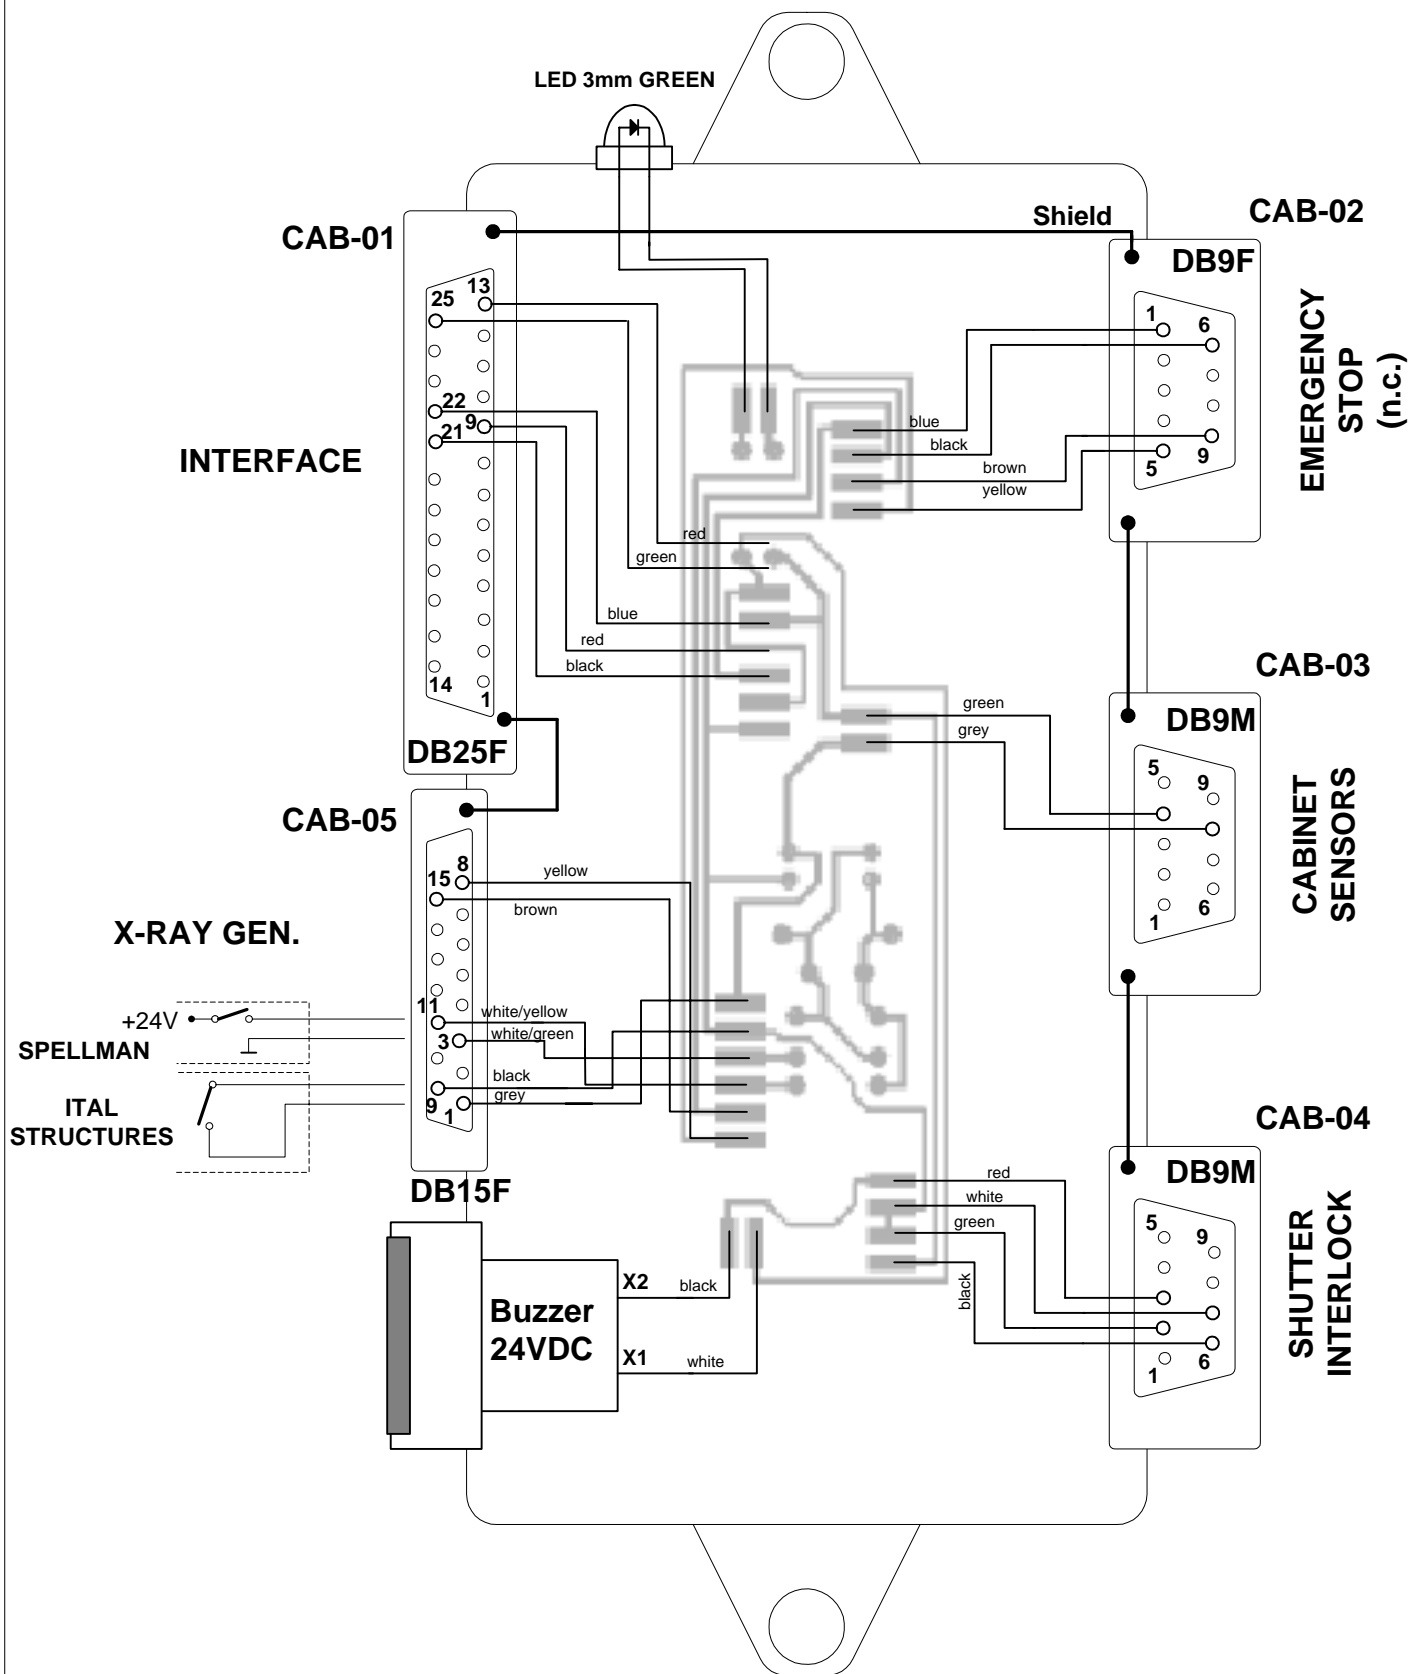 LED 3mm GREEN
CAB-01
Shield
CAB-02
DB9F
25
13
22
9
21
14
1
INTERFACE
DB25F
1
6
5
9
EMERGENCY
STOP
(n.c.)
blue
black
brown
yellow
red
green
blue
red
black
CAB-03
DB9M
green
grey
5
9
1
6
CABINET
SENSORS
CAB-05
15
8
11
3
9
1
yellow
brown
white/yellow
white/green
black
grey
X-RAY GEN.
+24V
SPELLMAN
ITAL
STRUCTURES
DB15F
CAB-04
DB9M
red
white
green
black
5
9
1
6
SHUTTER
INTERLOCK
Buzzer
24VDC
X2
black
X1
white